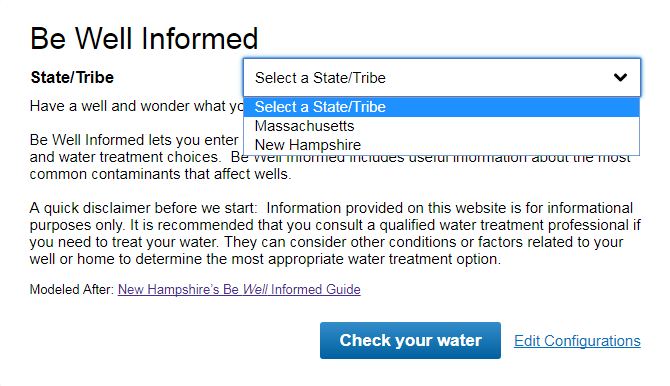 Be Well Informed
State/Tribe
Select a State/Tribe
Have a well and wonder what
Select a State/Tribe
Massachusetts
New Hampshire
Be Well Informed lets you enter
and water treatment choices. Be Well Informed includes useful information about the most
common contaminants that affect wells.
A quick disclaimer before we start: Information provided on this website is for informational
purposes only. It is recommended that you consult a qualified water treatment professional if
you need to treat your water. They can consider other conditions or factors related to your
well or home to determine the most appropriate water treatment option.
Modeled After: New Hampshire's Be Well Informed Guide
Check your water
Edit Configurations